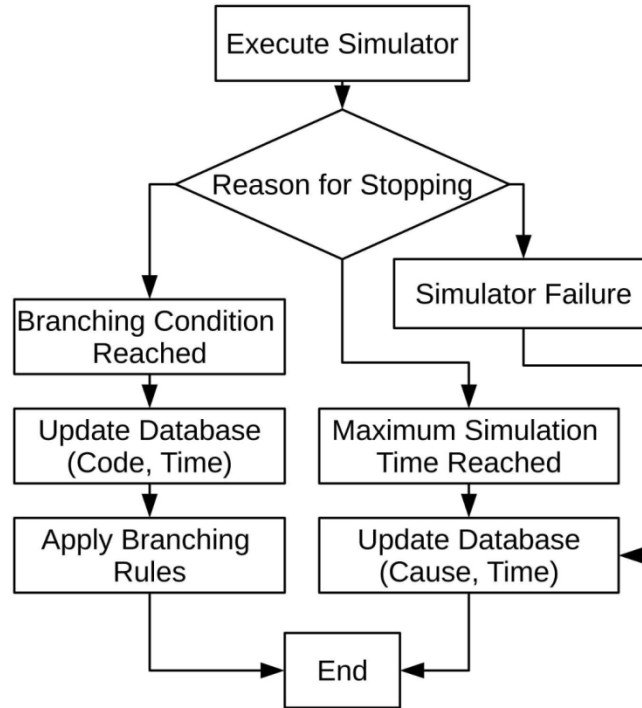 Execute Simulator
Reason for Stopping
Simulator Failure
Branching Condition
Reached
Update Database
(Code, Time)
Maximum Simulation
Time Reached
Apply Branching
Rules
Update Database
(Cause, Time)
End